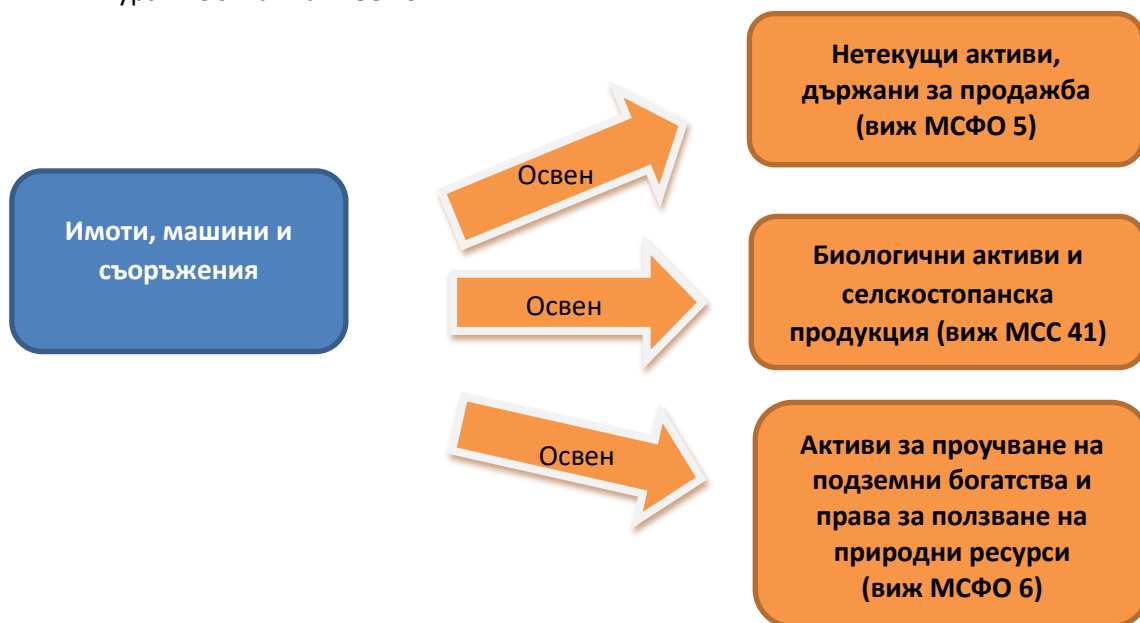 Нетекущи активи,
държани за продажба
(виж МСФО 5)
Освен
Имоти, машини и
съоръжения
Биологични активи и
селскостопанска
продукция (виж МСС 41)
Освен
Активи за проучване на
подземни богатства и
права за ползване на
природни ресурси
(виж МСФО 6)
Освен